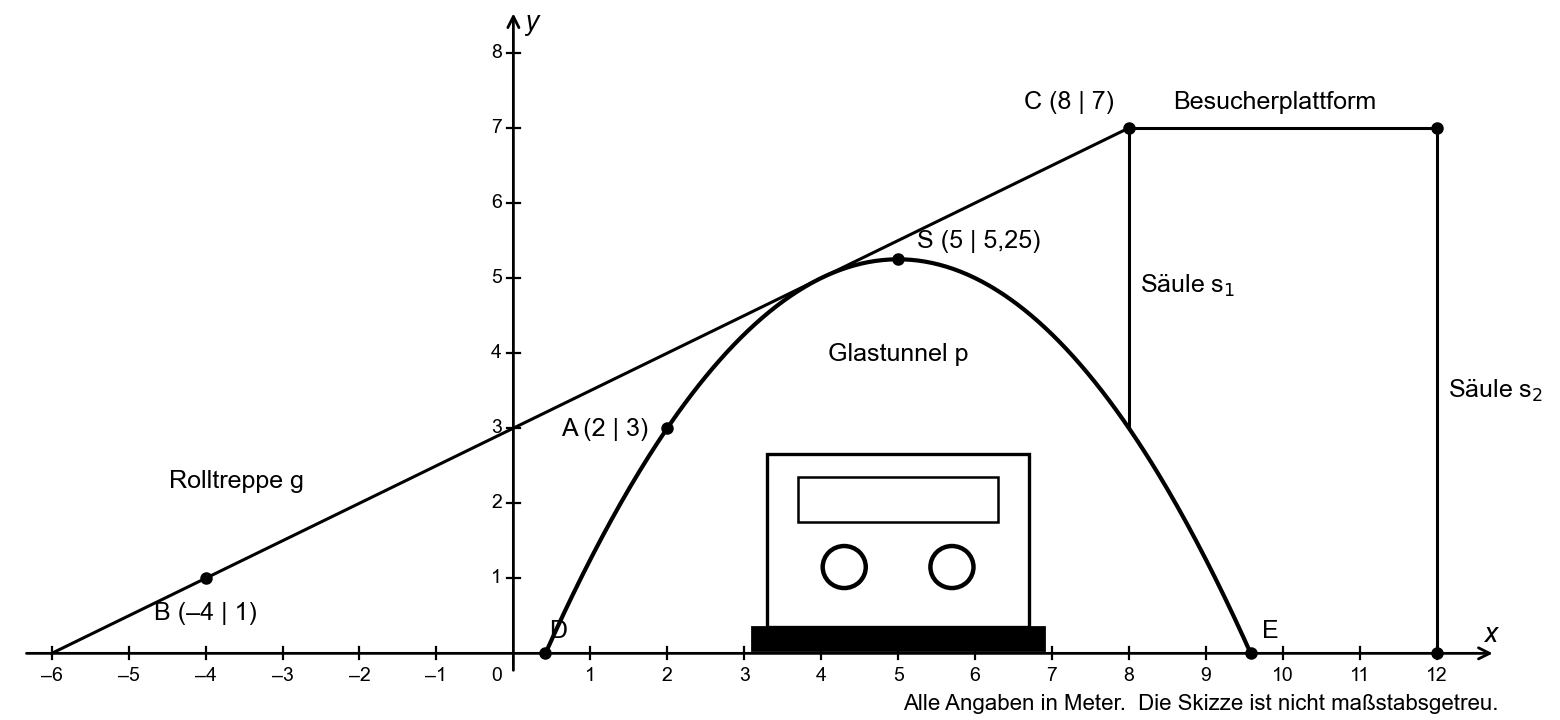 y
8
C (8 | 7) Besucherplattform
7
6
S (5 | 5,25)
5
Säule s₁
4
Glastunnel p
Säule s₂
3
A (2 | 3)
Rolltreppe g
2
1
B (–4 | 1)
D E x
–6 –5 –4 –3 –2 –1 0 1 2 3 4 5 6 7 8 9 10 11 12
Alle Angaben in Meter. Die Skizze ist nicht maßstabsgetreu.